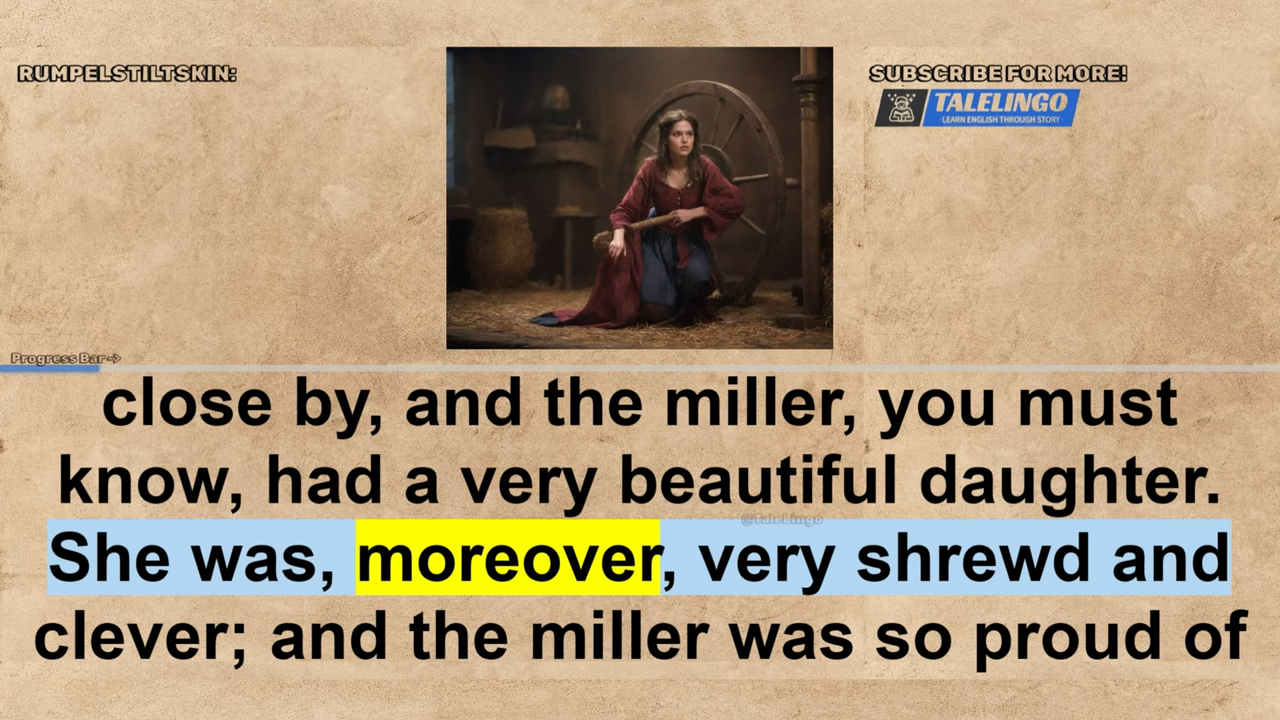 RUMPELSTILTSKIN:
SUBSCRIBE FOR MORE!
TALELINGO
·LEARN ENGLISH THROUGH STORY·
Progress Bar->
close by, and the miller, you must
know, had a very beautiful daughter.
@TaleLingo
She was, moreover, very shrewd and
clever; and the miller was so proud of